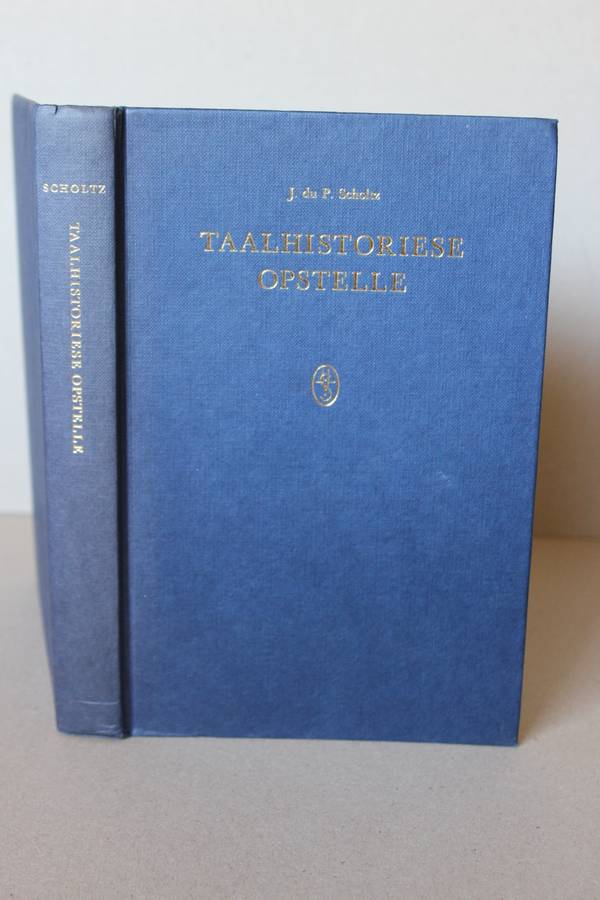 SCHOLTZ
TAALHISTORIESE OPSTELLE
J. du P. Scholtz
TAALHISTORIESE
OPSTELLE